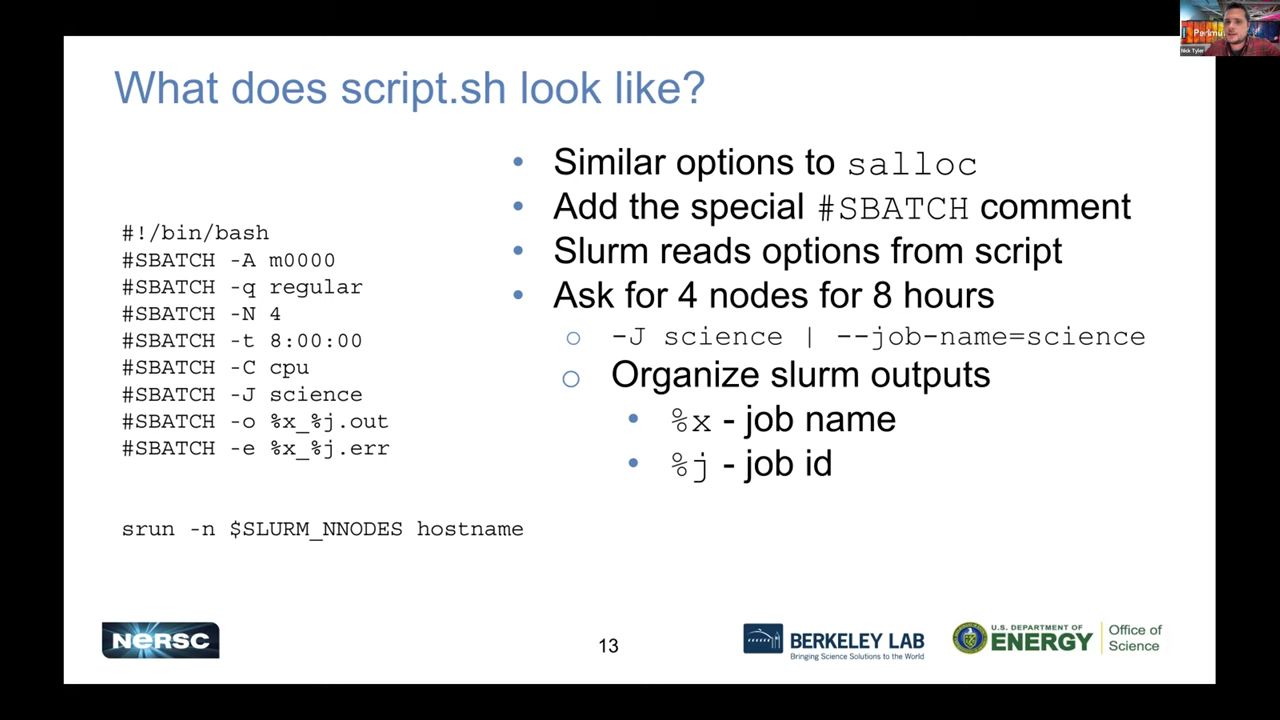 What does script.sh look like?
#!/bin/bash
#SBATCH -A m0000
#SBATCH -q regular
#SBATCH -N 4
#SBATCH -t 8:00:00
#SBATCH -C cpu
#SBATCH -J science
#SBATCH -o %x_%j.out
#SBATCH -e %x_%j.err
srun -n $SLURM_NNODES hostname
• Similar options to salloc
• Add the special #SBATCH comment
• Slurm reads options from script
• Ask for 4 nodes for 8 hours
○ -J science | --job-name=science
○ Organize slurm outputs
• %x - job name
• %j - job id
NERSC
13
BERKELEY LAB
Bringing Science Solutions to the World
U.S. DEPARTMENT OF
ENERGY
Office of
Science
Nick Tyler